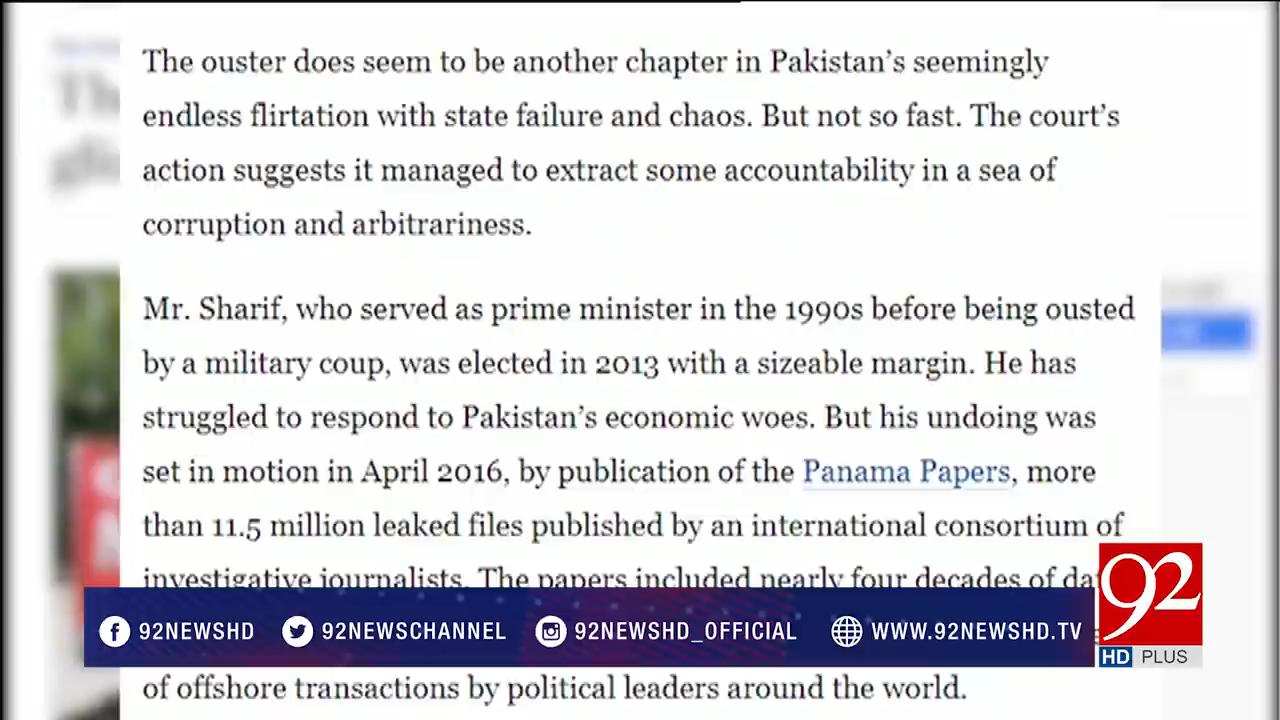 The ouster does seem to be another chapter in Pakistan's seemingly
endless flirtation with state failure and chaos. But not so fast. The court's
action suggests it managed to extract some accountability in a sea of
corruption and arbitrariness.
Mr. Sharif, who served as prime minister in the 1990s before being ousted
by a military coup, was elected in 2013 with a sizeable margin. He has
struggled to respond to Pakistan's economic woes. But his undoing was
set in motion in April 2016, by publication of the Panama Papers, more
than 11.5 million leaked files published by an international consortium of
investigative journalists. The papers included nearly four decades of
92NEWSHD 92NEWSCHANNEL 92NEWSHD_OFFICIAL WWW.92NEWSHD.TV
92
HD PLUS
of offshore transactions by political leaders around the world.